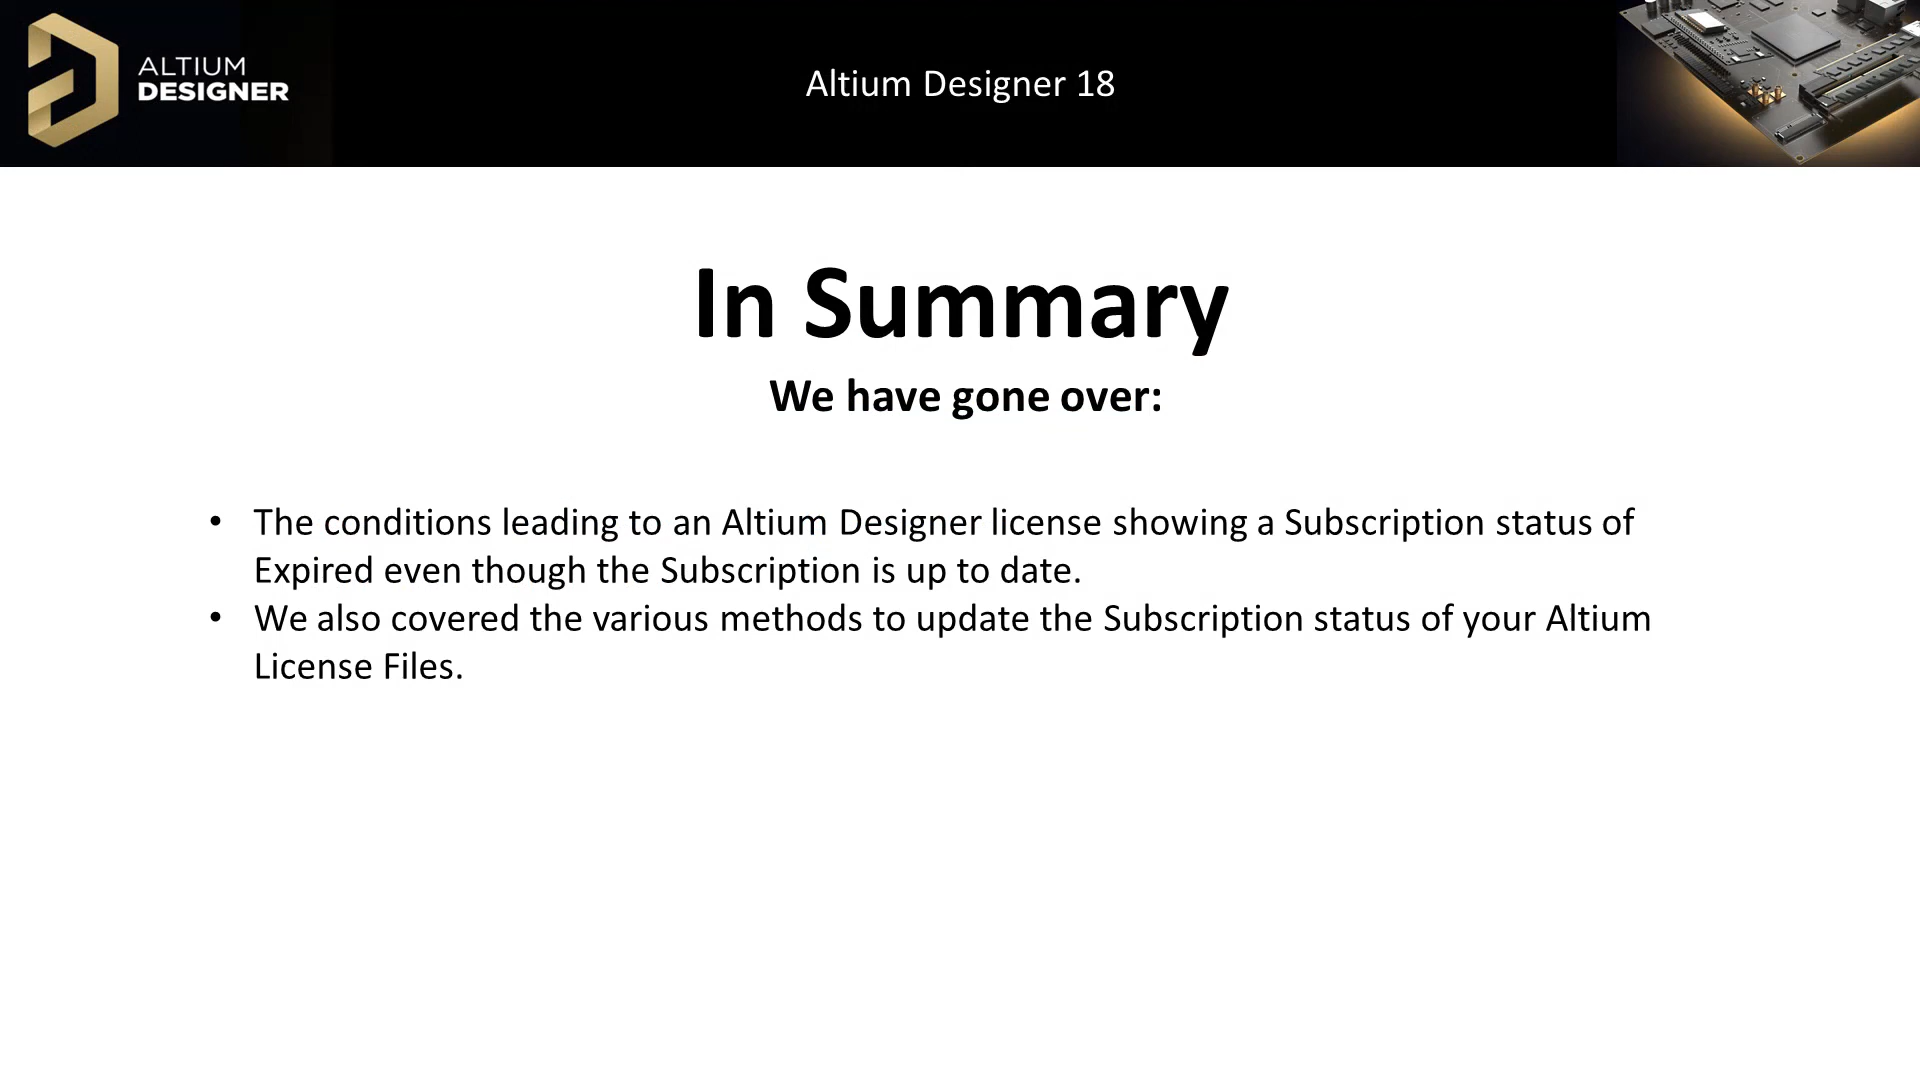 ALTIUM
DESIGNER
Altium Designer 18
In Summary
We have gone over:
• The conditions leading to an Altium Designer license showing a Subscription status of
Expired even though the Subscription is up to date.
• We also covered the various methods to update the Subscription status of your Altium
License Files.